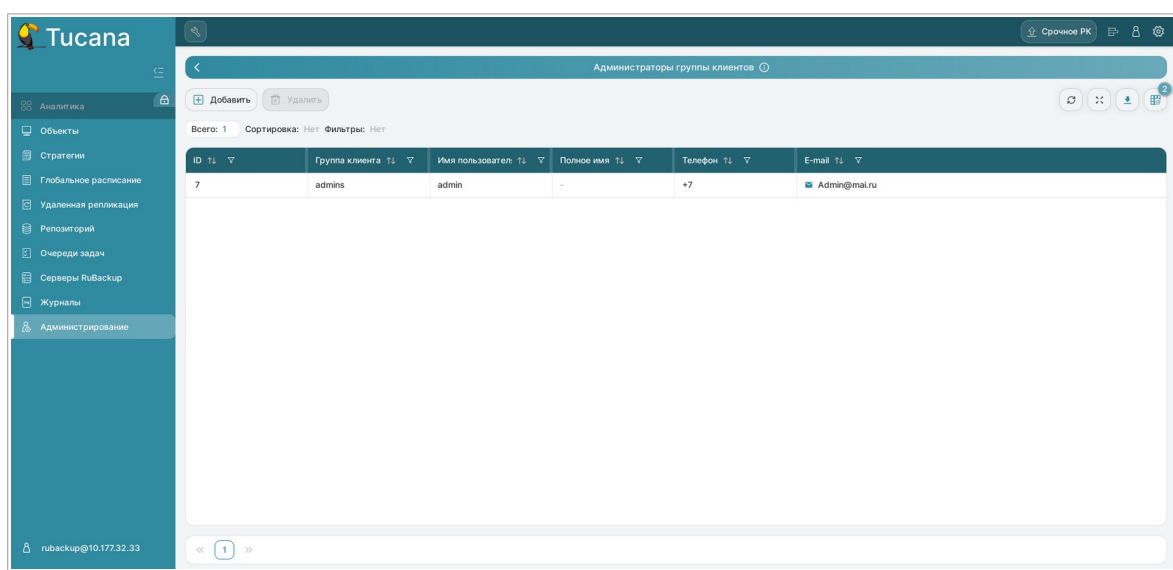 Tucana
Срочное РК
Администраторы группы клиентов
Аналитика
Объекты
Стратегии
Глобальное расписание
Удаленная репликация
Репозиторий
Очереди задач
Серверы RuBackup
Журналы
Администрирование
rubackup@10.177.32.33
Добавить Удалить 2
Всего: 1 Сортировка: Нет Фильтры: Нет
ID Группа клиента Имя пользовател Полное имя Телефон E-mail
7 admins admin - +7 Admin@mai.ru
1